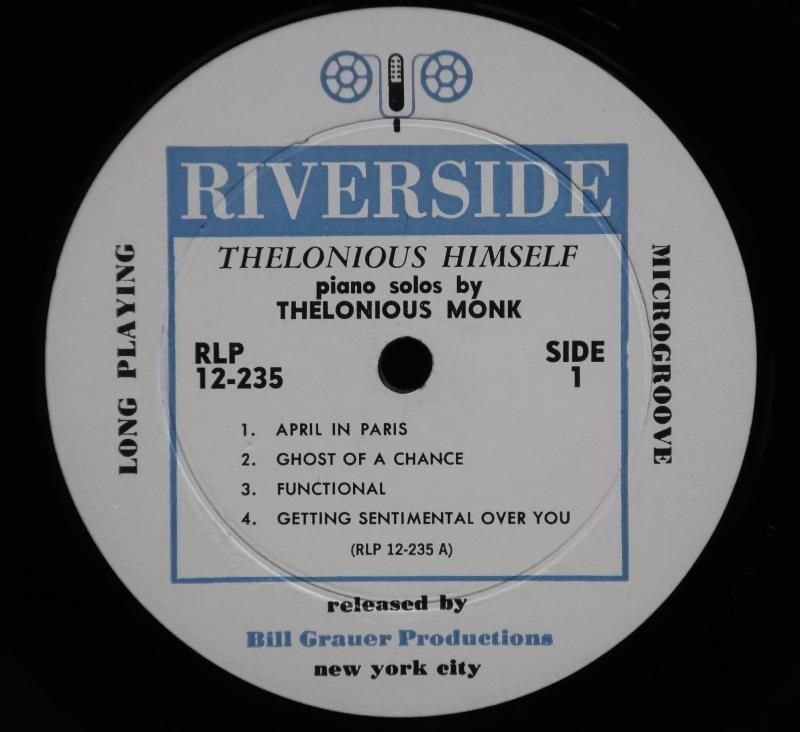 RIVERSIDE
THELONIOUS HIMSELF
piano solos by
THELONIOUS MONK
LONG PLAYING
MICROGROOVE
RLP
12-235
SIDE
1
1. APRIL IN PARIS
2. GHOST OF A CHANCE
3. FUNCTIONAL
4. GETTING SENTIMENTAL OVER YOU
(RLP 12-235 A)
released by
Bill Grauer Productions
new york city